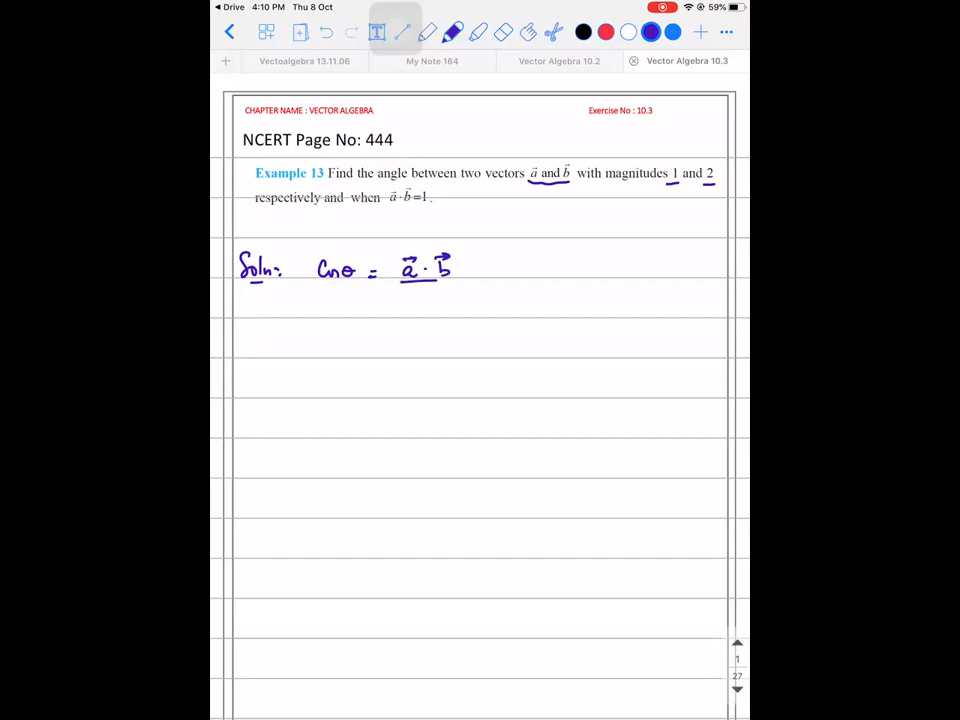 Drive 4:10 PM Thu 8 Oct 59%
T
+ Vectoalgebra 13.11.06 My Note 164 Vector Algebra 10.2 Vector Algebra 10.3
CHAPTER NAME : VECTOR ALGEBRA Exercise No : 10.3
NCERT Page No: 444
Example 13 Find the angle between two vectors a⃗ and b⃗ with magnitudes 1 and 2
respectively and when a⃗ · b⃗ =1.
Soln: Cosθ = a⃗ · b⃗
1
27